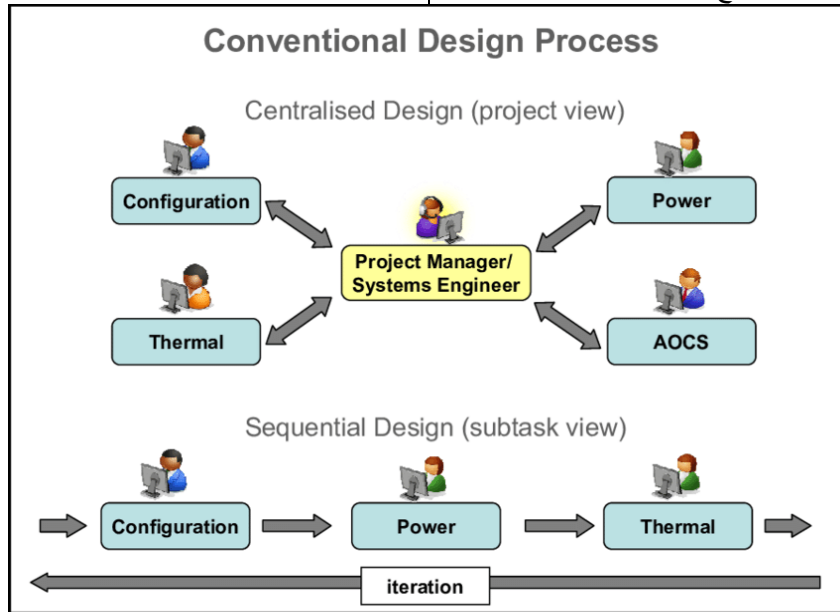 Conventional Design Process
Centralised Design (project view)
Configuration
Power
Project Manager/
Systems Engineer
Thermal
AOCS
Sequential Design (subtask view)
Configuration
Power
Thermal
iteration